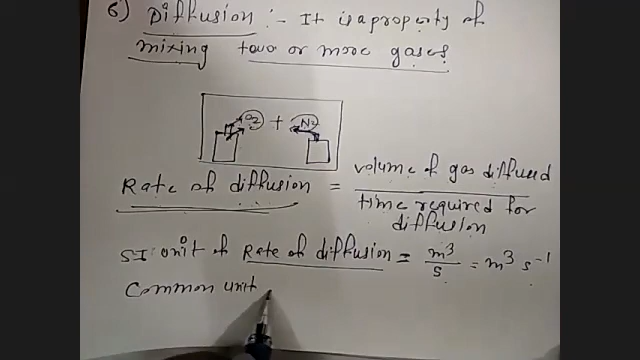 6) Diffusion :- It is a property of
mixing two or more gases
O2 + N2
Rate of diffusion = volume of gas diffused
time required for
diffusion
SI unit of Rate of diffusion = m³/s = m³ s⁻¹
Common unit